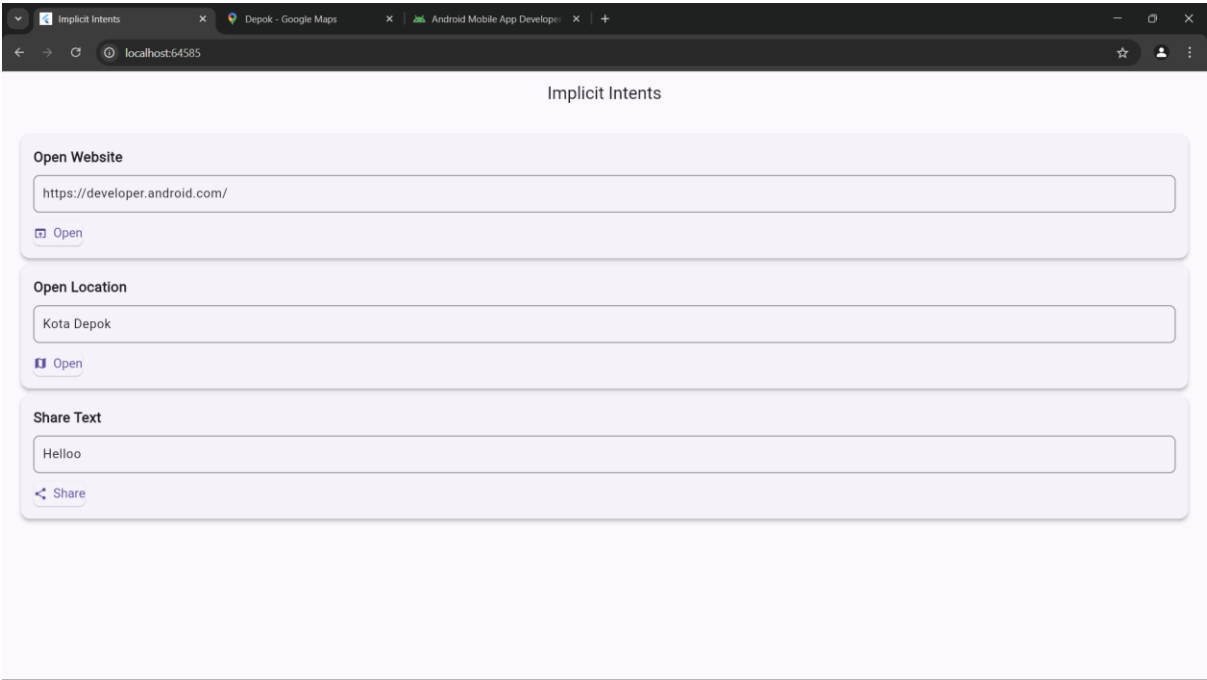 Implicit Intents
Depok - Google Maps
Android Mobile App Developer
localhost:64585
Implicit Intents
Open Website
https://developer.android.com/
Open
Open Location
Kota Depok
Open
Share Text
Helloo
Share